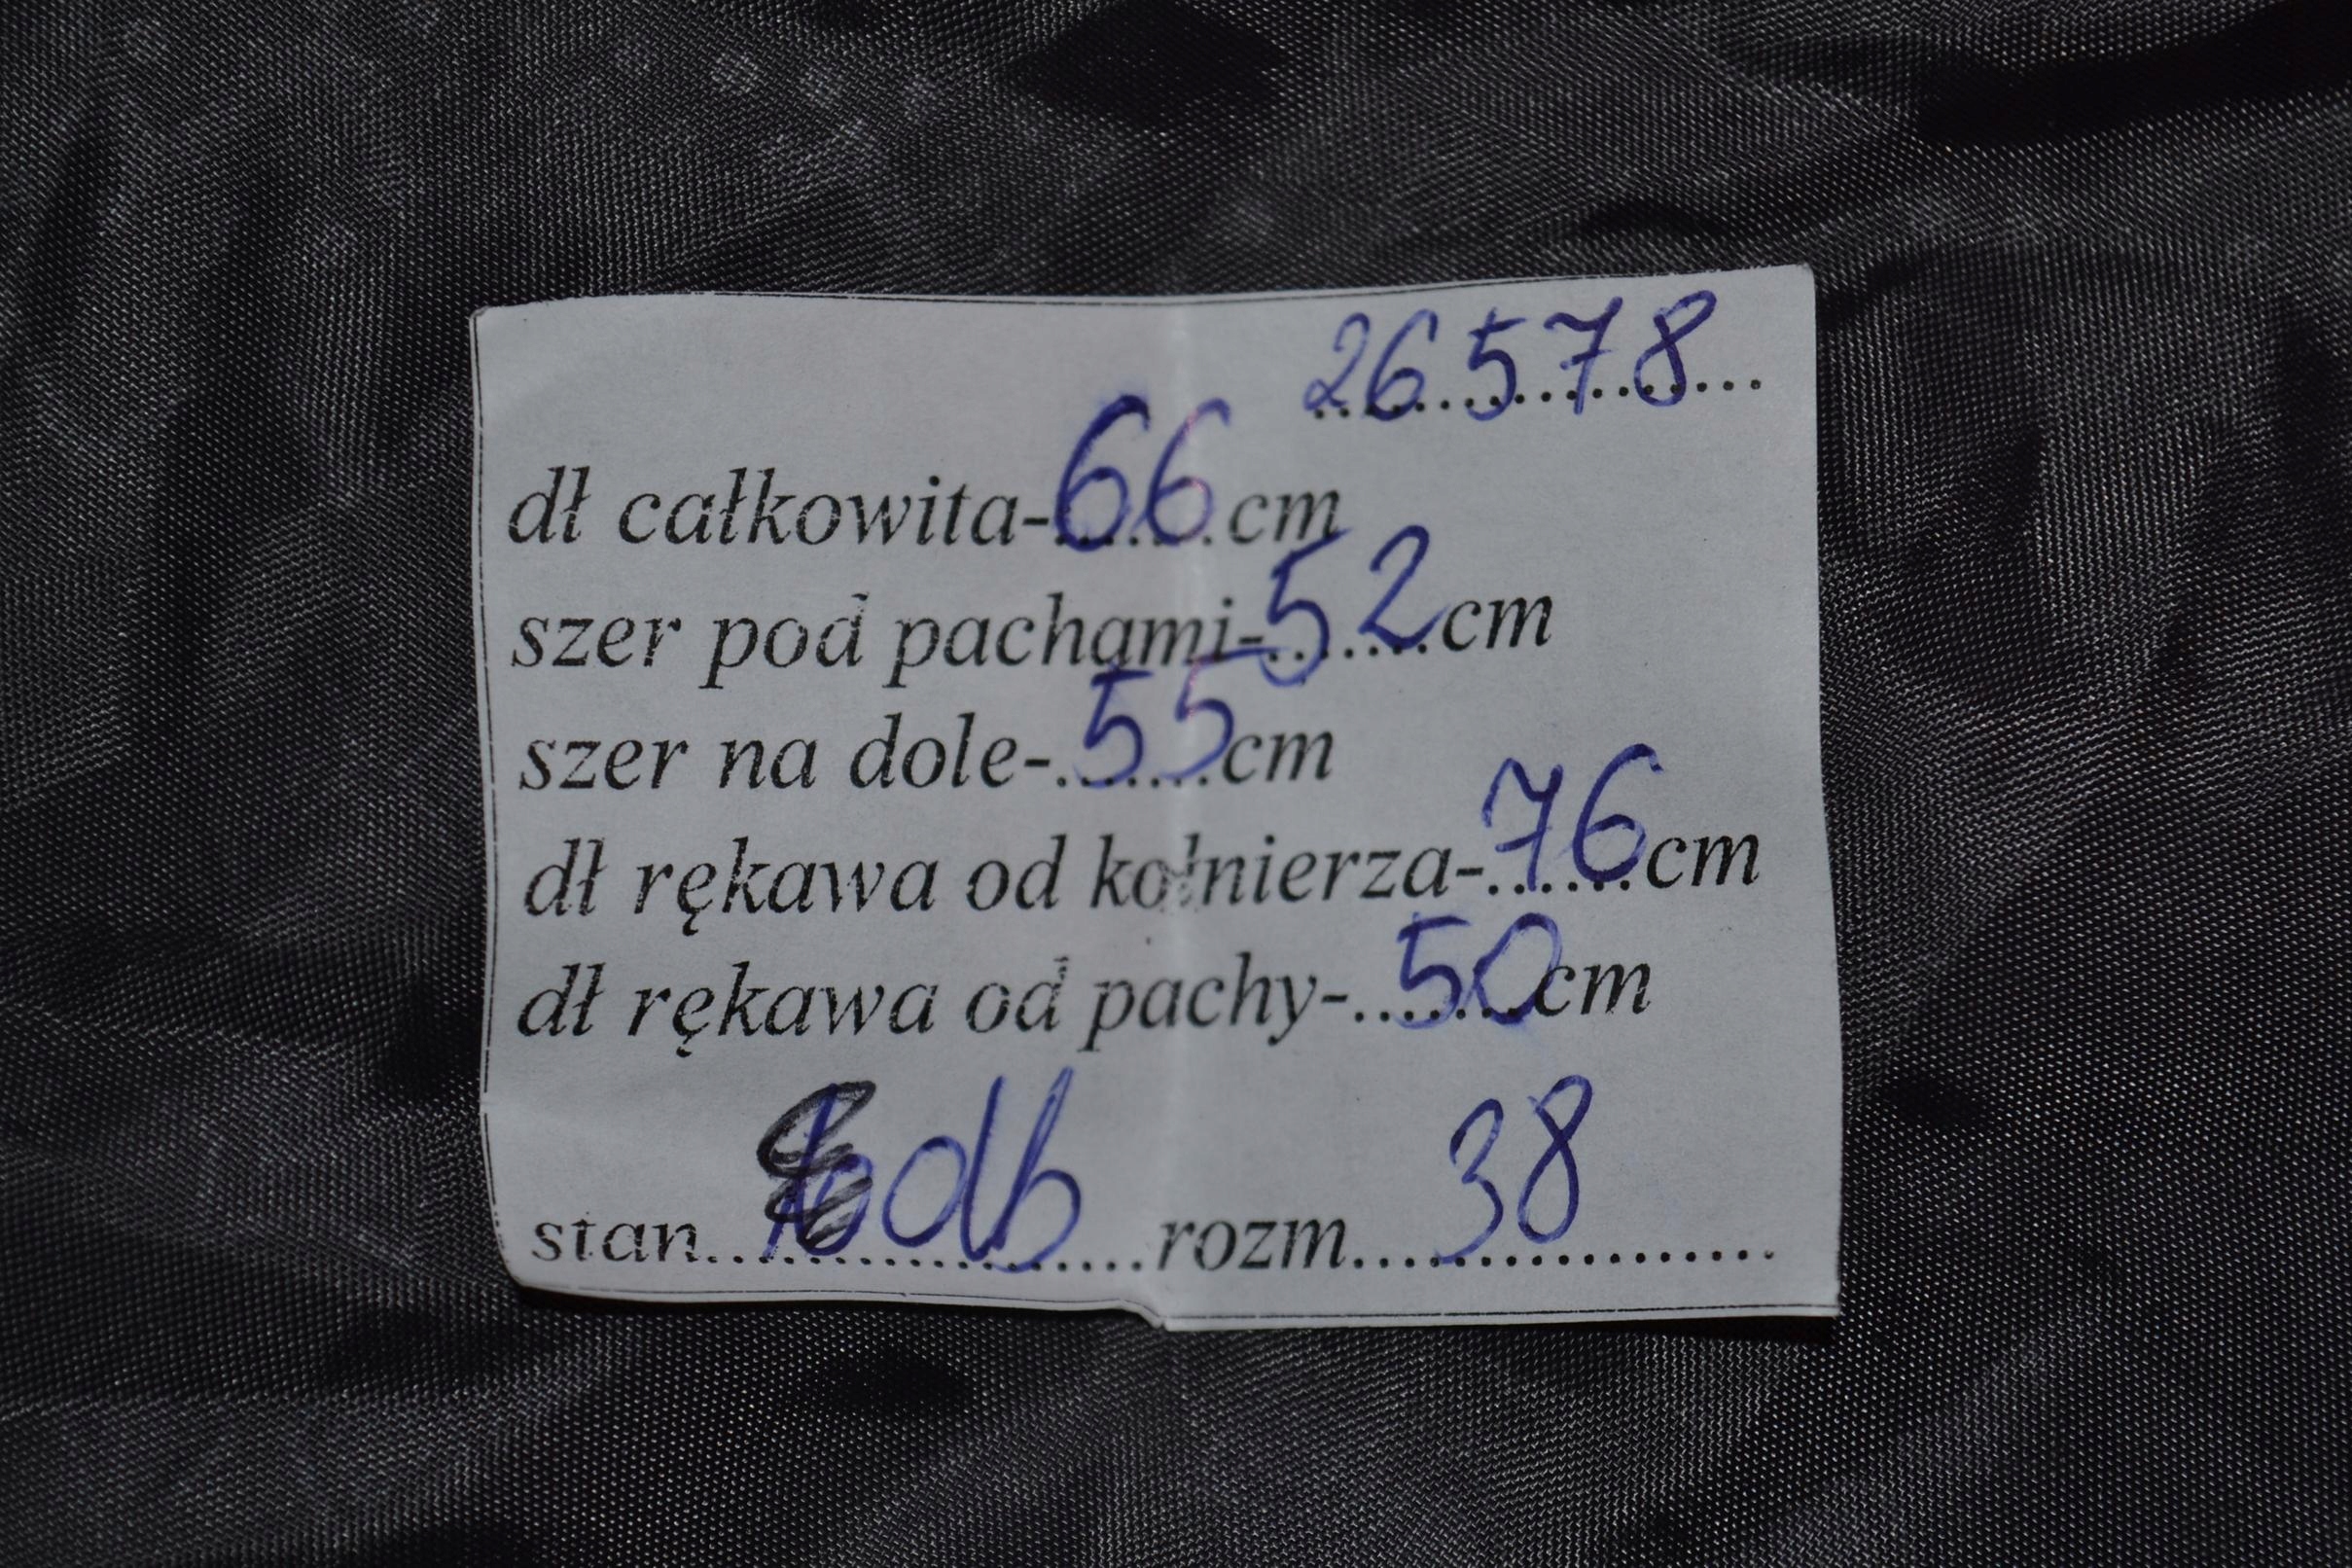 26578
dł całkowita-66cm
szer pod pachami-52cm
szer na dole-55cm
dł rękawa od kołnierza-76cm
dł rękawa od pachy-50cm
stan db rozm 38